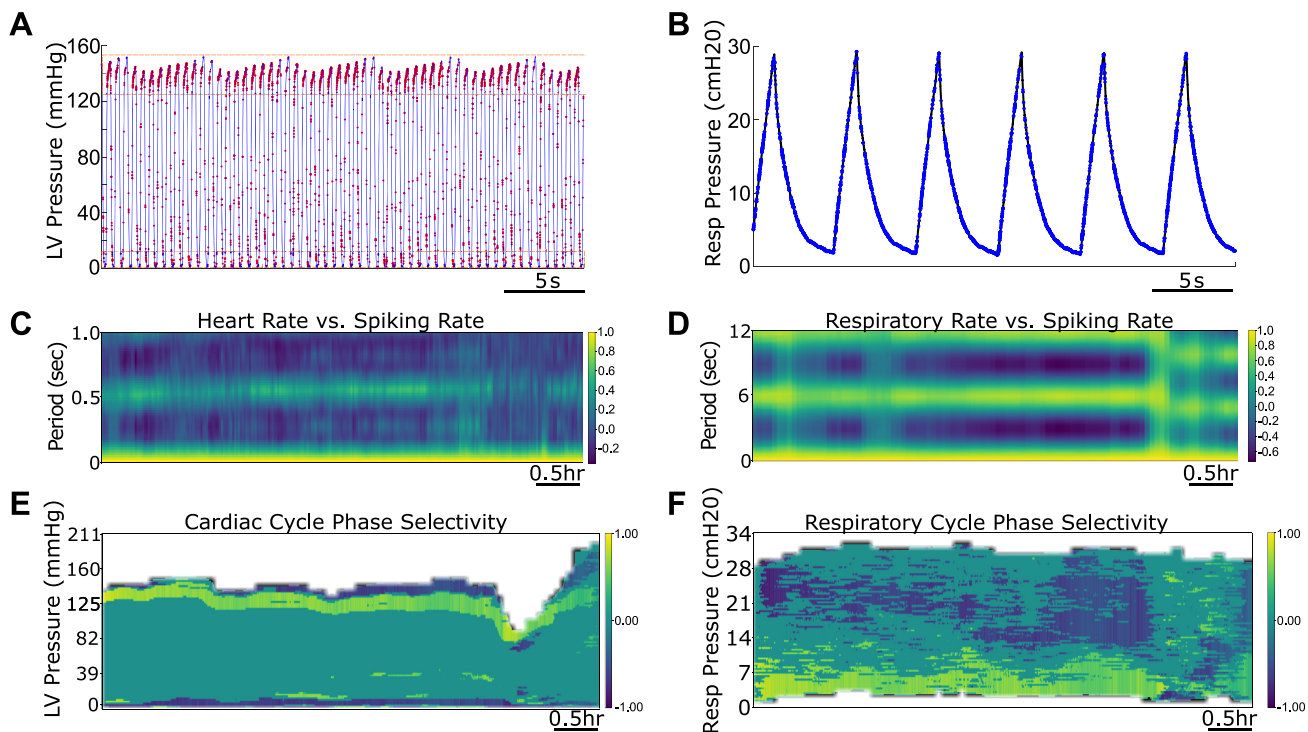 A
LV Pressure (mmHg)
160
120
80
40
0
5s
B
Resp Pressure (cmH20)
30
20
10
0
5s
C
Heart Rate vs. Spiking Rate
Period (sec)
1.0
0.5
0
1.0
0.8
0.6
0.4
0.2
0.0
-0.2
0.5hr
D
Respiratory Rate vs. Spiking Rate
Period (sec)
12
6
0
1.0
0.8
0.6
0.4
0.2
0.0
-0.2
-0.4
-0.6
0.5hr
E
Cardiac Cycle Phase Selectivity
LV Pressure (mmHg)
211
160
125
82
39
0
1.00
0.00
-1.00
0.5hr
F
Respiratory Cycle Phase Selectivity
Resp Pressure (cmH20)
34
28
21
14
7
0
1.00
0.00
-1.00
0.5hr